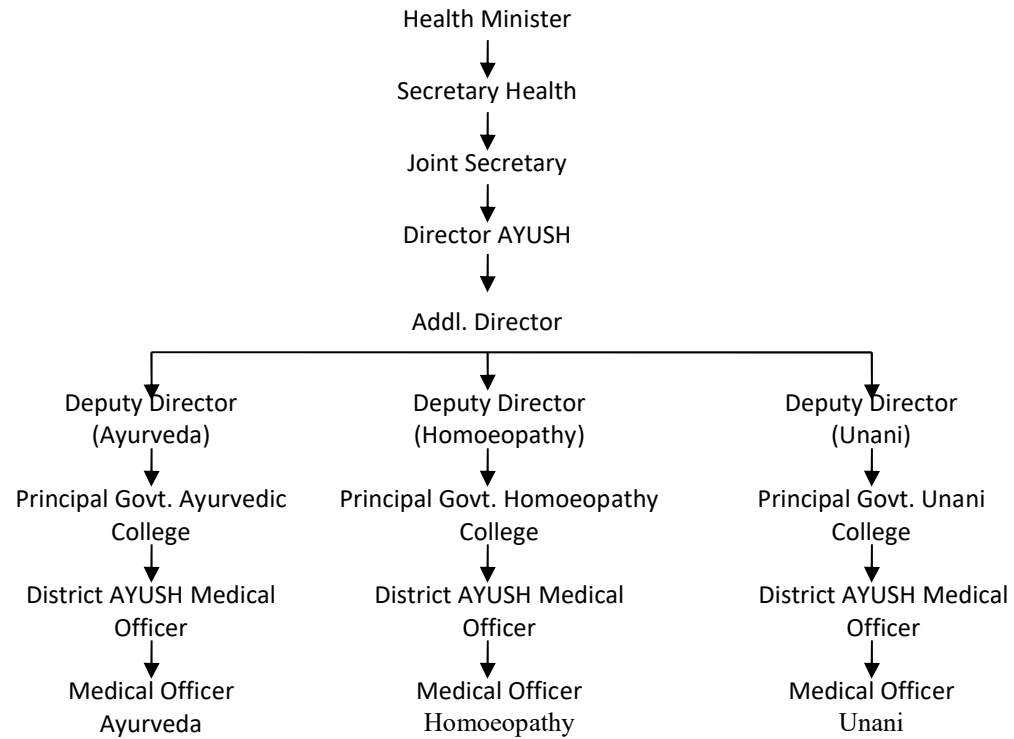 Health Minister
Secretary Health
Joint Secretary
Director AYUSH
Addl. Director
Deputy Director
(Ayurveda)
Deputy Director
(Homoeopathy)
Deputy Director
(Unani)
Principal Govt. Ayurvedic
College
Principal Govt. Homoeopathy
College
Principal Govt. Unani
College
District AYUSH Medical
Officer
District AYUSH Medical
Officer
District AYUSH Medical
Officer
Medical Officer
Ayurveda
Medical Officer
Homoeopathy
Medical Officer
Unani